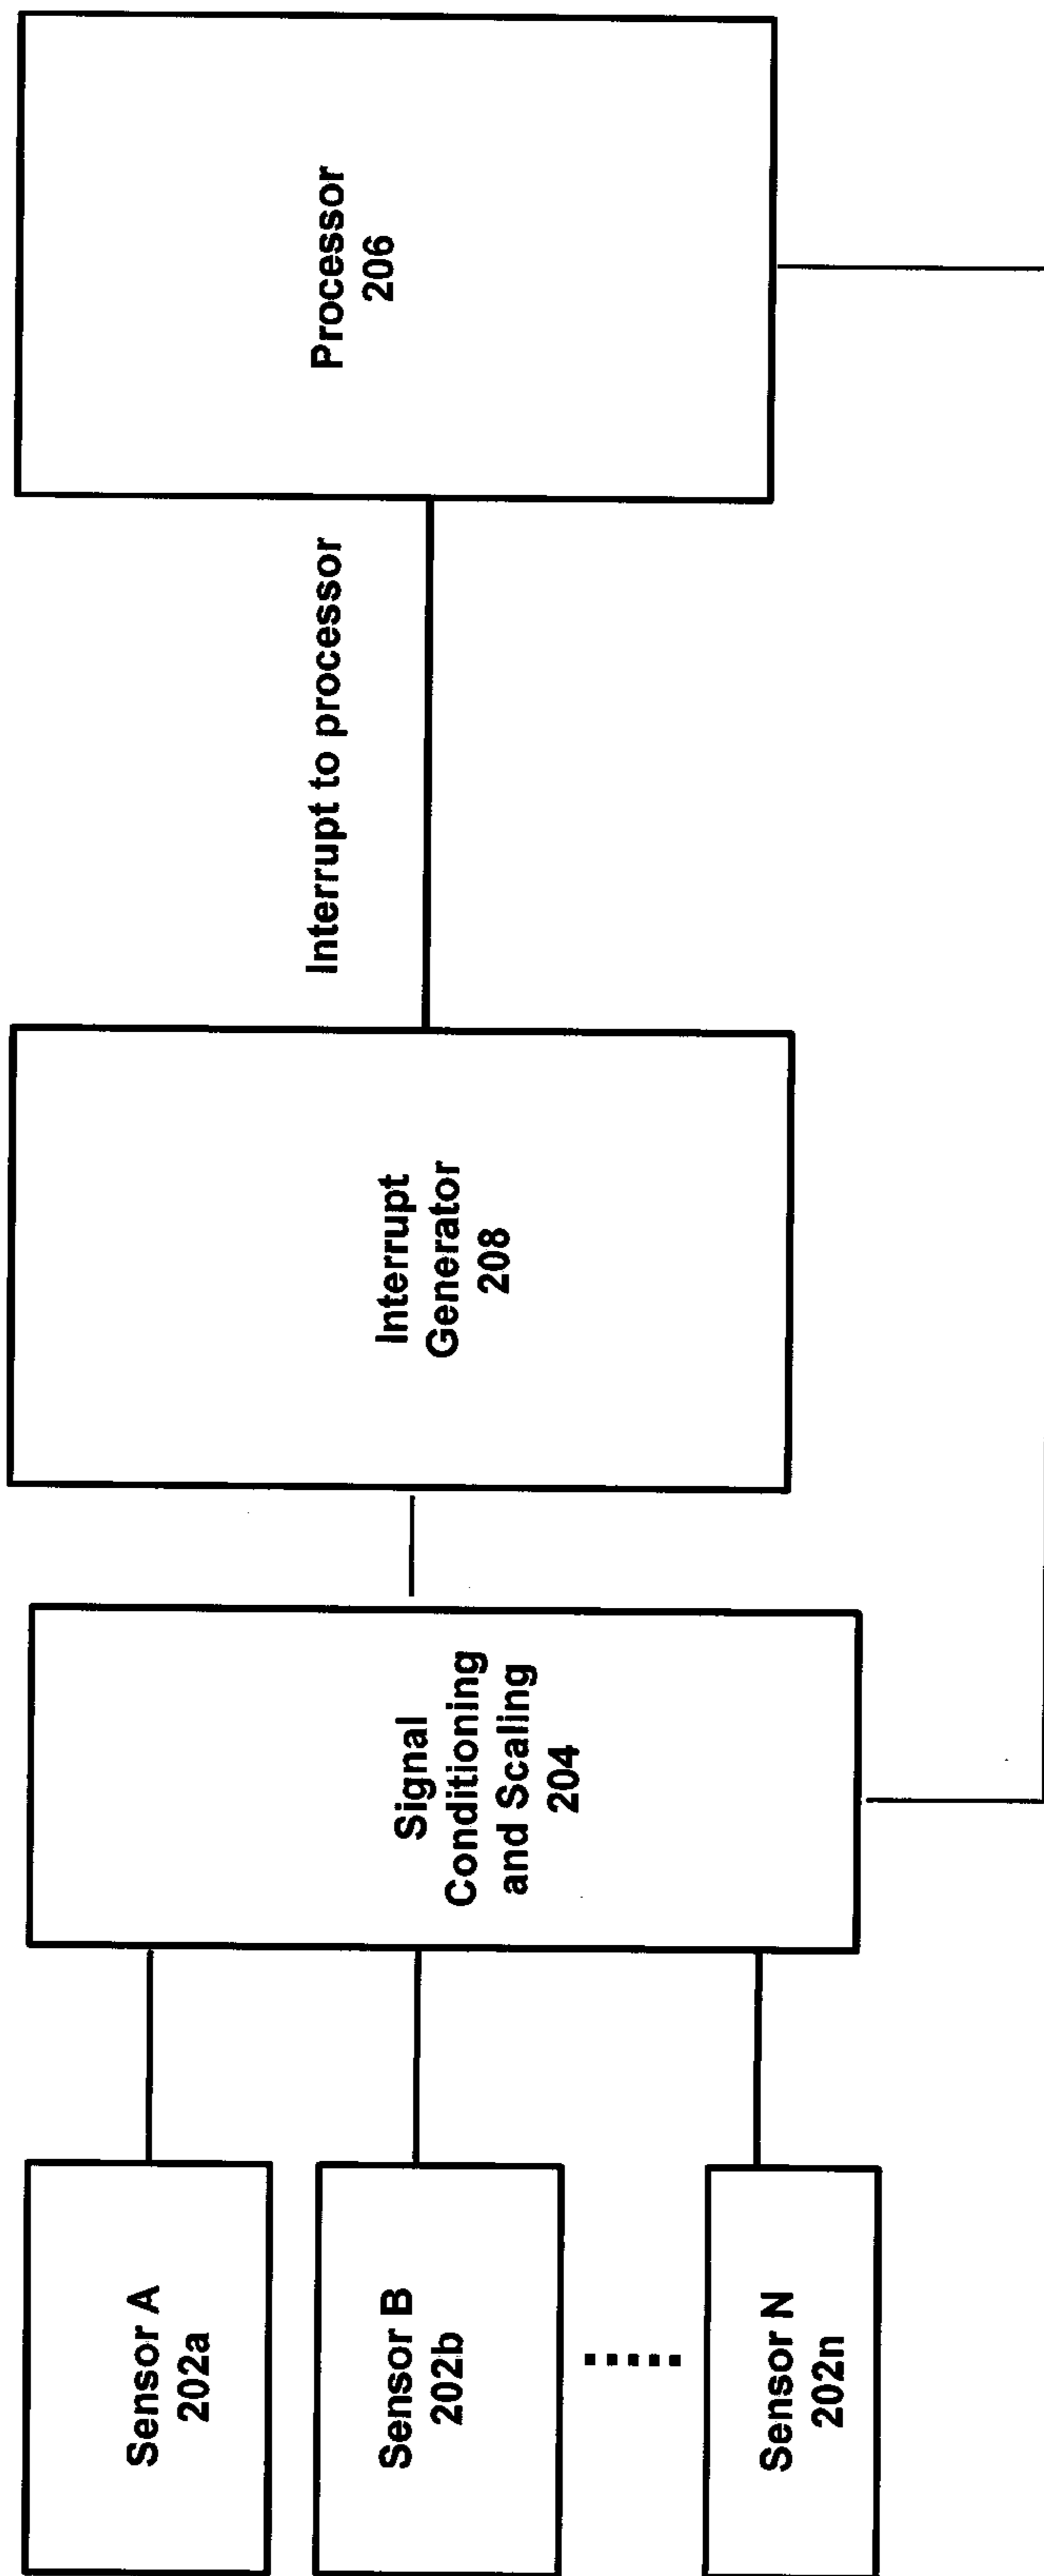 Sensor A
202a
Sensor B
202b
Sensor N
202n
Signal
Conditioning
and Scaling
204
Interrupt
Generator
208
Interrupt to processor
Processor
206